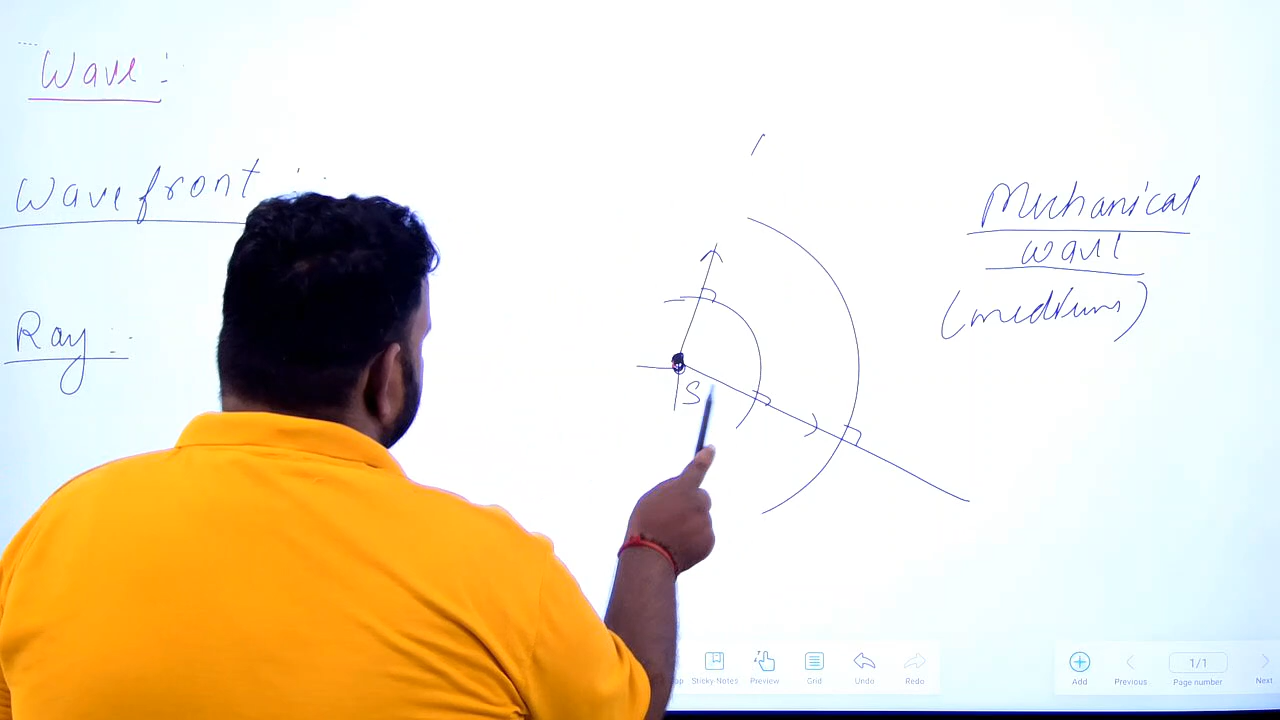 Wave :
Wavefront :
Ray :
S
Mechanical
wave
(medium)
Sticky-Notes
Preview
Grid
Undo
Redo
Add
Previous
1/1
Page number
Next